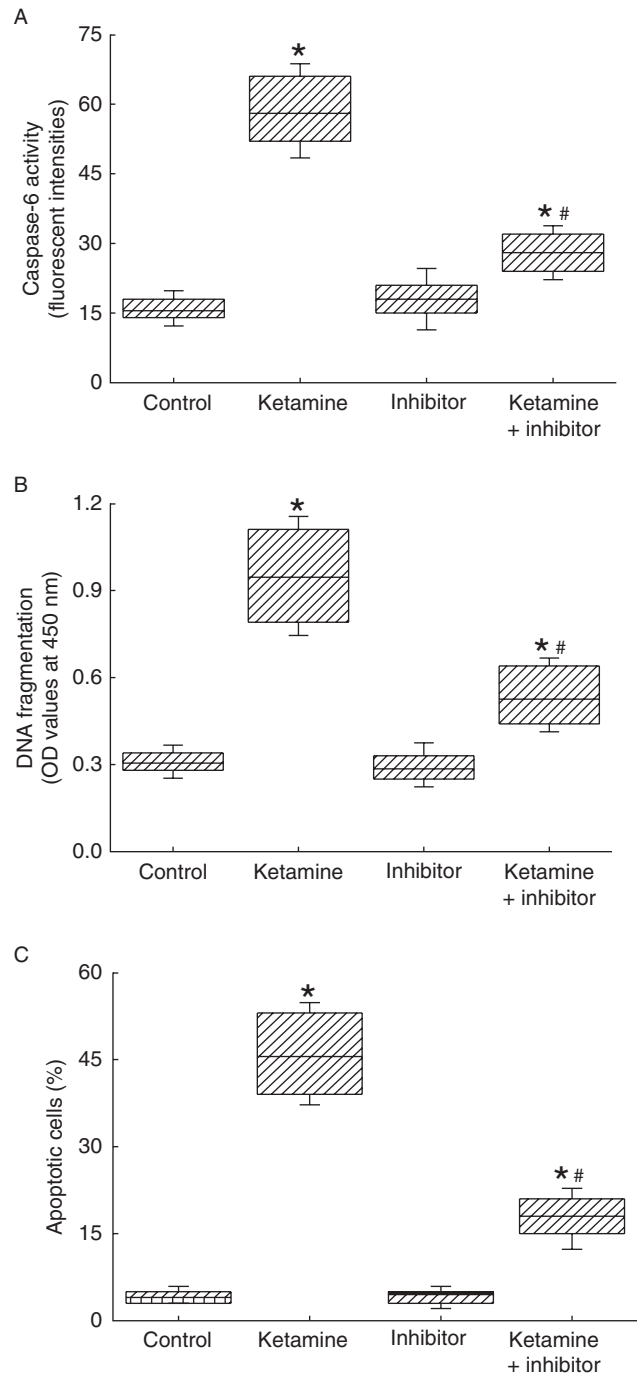 A
75
60
45
30
15
0
Caspase-6 activity
(fluorescent intensities)
*
* #
Control
Ketamine
Inhibitor
Ketamine
+ inhibitor
B
1.2
0.9
0.6
0.3
0.0
DNA fragmentation
(OD values at 450 nm)
*
* #
Control
Ketamine
Inhibitor
Ketamine
+ inhibitor
C
60
45
30
15
0
Apoptotic cells (%)
*
* #
Control
Ketamine
Inhibitor
Ketamine
+ inhibitor